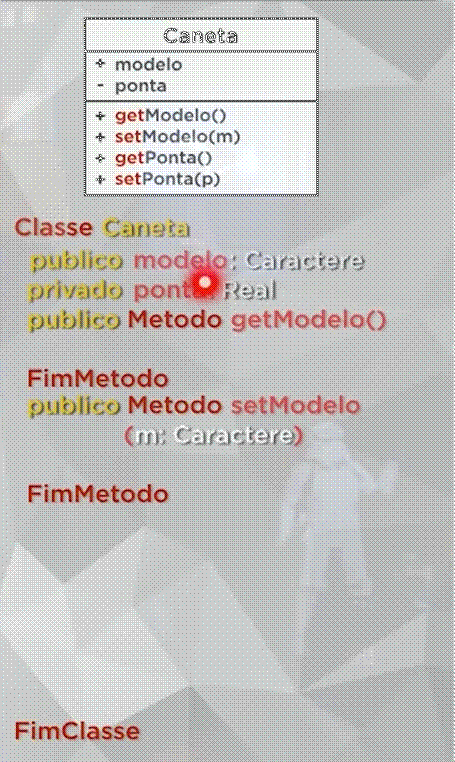 Caneta
+ modelo
- ponta
+ getModelo()
+ setModelo(m)
+ getPonta()
+ setPonta(p)
Classe Caneta
publico modelo: Caractere
privado pont Real
publico Metodo getModelo()
FimMetodo
publico Metodo setModelo
(m: Caractere)
FimMetodo
FimClasse